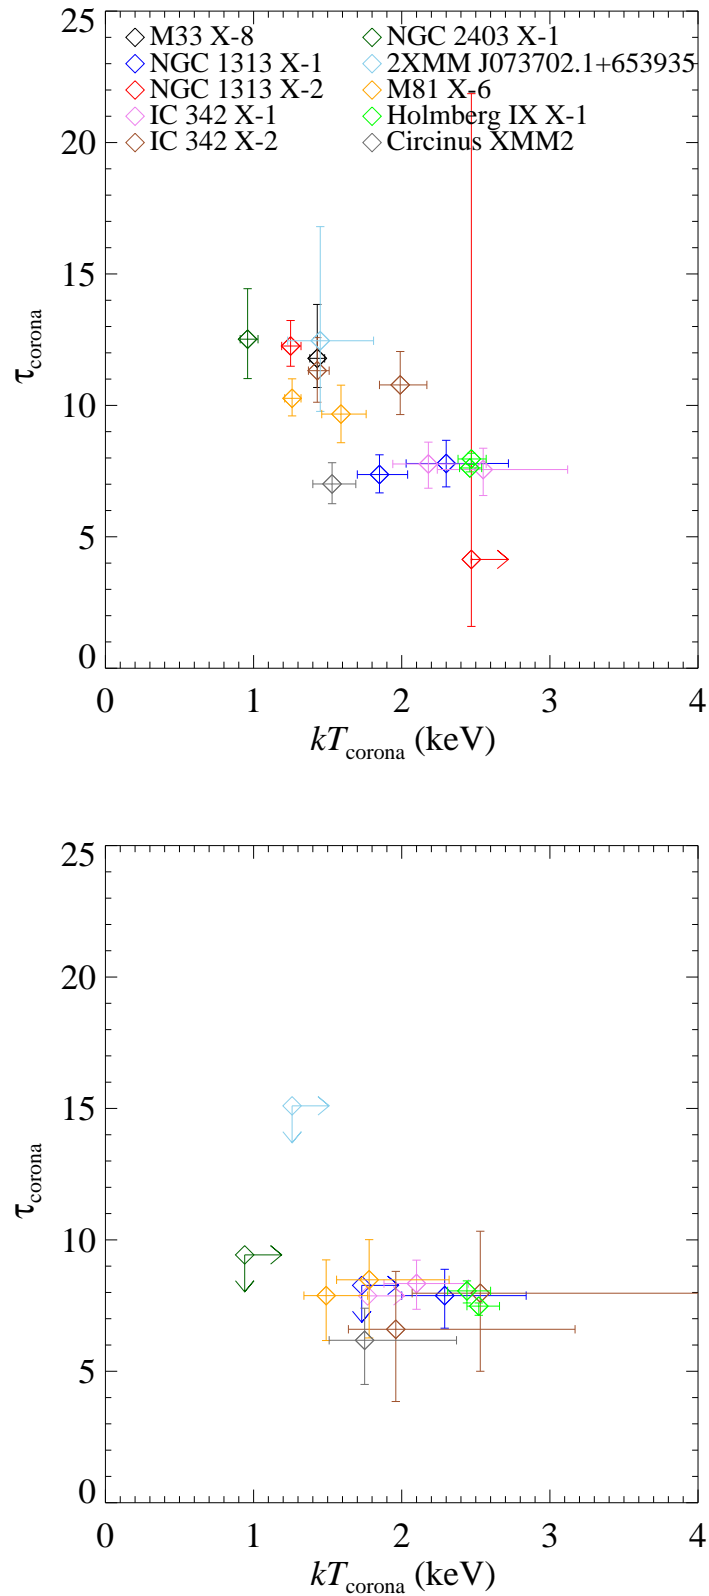 25
20
15
10
5
0
τcorona
M33 X-8
NGC 1313 X-1
NGC 1313 X-2
IC 342 X-1
IC 342 X-2
NGC 2403 X-1
2XMM J073702.1+653935
M81 X-6
Holmberg IX X-1
Circinus XMM2
0 1 2 3 4
kTcorona (keV)
25
20
15
10
5
0
τcorona
0 1 2 3 4
kTcorona (keV)